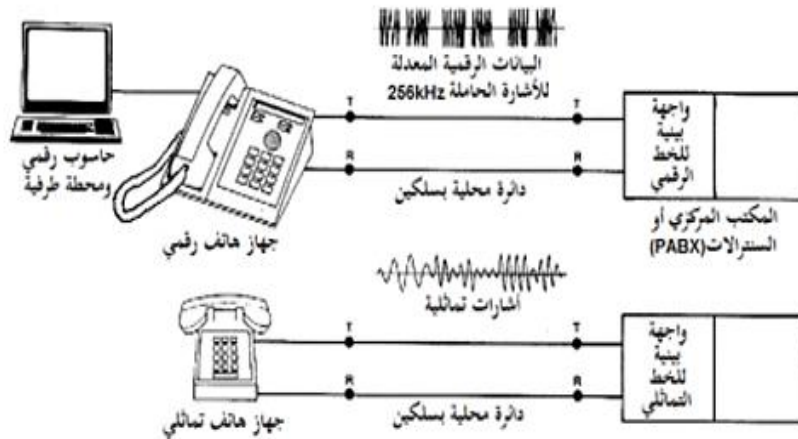 البيانات الرقمية المعدلة
للأشارة الحاملة 256kHz
T
T
R
R
واجهة
بينية
للخط
الرقمي
حاسوب رقمي
ومحطة طرفية
دائرة محلية بسلكين
جهاز هاتف رقمي
المكتب المركزي أو
السنترالات(PABX)
أشارات تماثلية
T
T
R
R
واجهة
بينية
للخط
التماثلي
دائرة محلية بسلكين
جهاز هاتف تماثلي